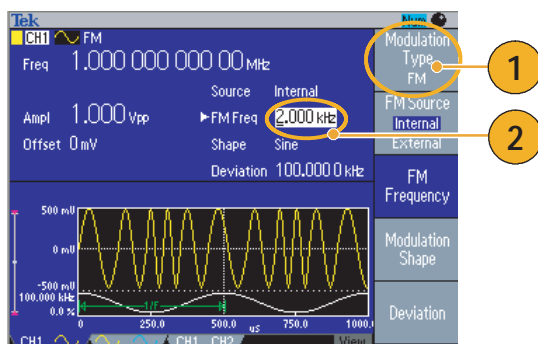 Tek
Num
CH1 FM
Freq 1.000 000 000 00 MHz
Source Internal
Ampl 1.000 Vpp
FM Freq 2.000 kHz
Offset 0 mV
Shape Sine
Deviation 100.000 0 kHz
Modulation
Type
FM
1
FM Source
Internal
External
2
FM
Frequency
Modulation
Shape
Deviation
500 mV
0 mV
-500 mV
100.000 kHz
0.0 %
1/F
0 250.0 500.0 us 750.0 1000.
CH1 CH1 CH2 View